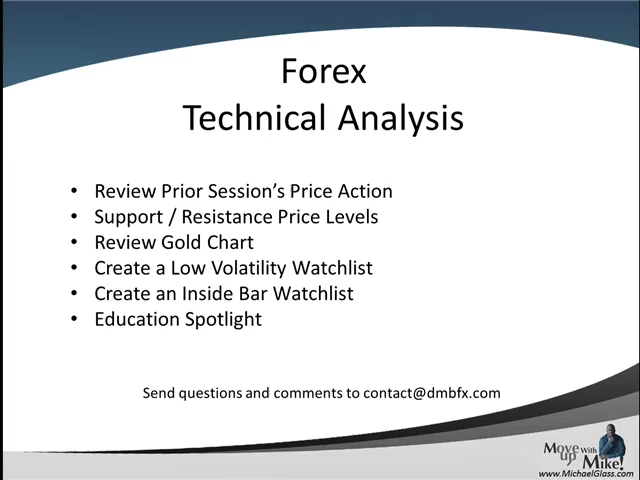 Forex
Technical Analysis
• Review Prior Session's Price Action
• Support / Resistance Price Levels
• Review Gold Chart
• Create a Low Volatility Watchlist
• Create an Inside Bar Watchlist
• Education Spotlight
Send questions and comments to contact@dmbfx.com
Move With
up Mike!
www.MichaelGlass.com